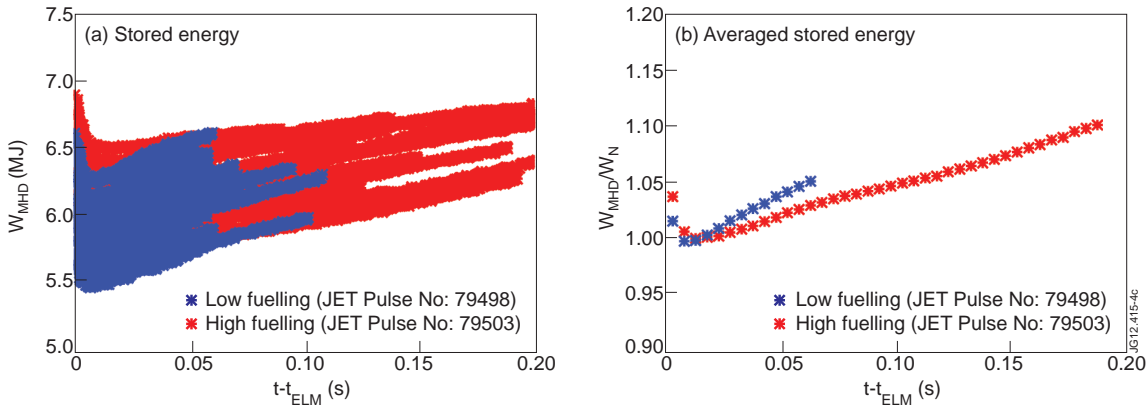 (a) Stored energy
7.5
7.0
6.5
6.0
5.5
5.0
W_MHD (MJ)
Low fuelling (JET Pulse No: 79498)
High fuelling (JET Pulse No: 79503)
0 0.05 0.10 0.15 0.20
t-t_ELM (s)
(b) Averaged stored energy
1.20
1.15
1.10
1.05
1.00
0.95
0.90
W_MHD/W_N
Low fuelling (JET Pulse No: 79498)
High fuelling (JET Pulse No: 79503)
0 0.05 0.10 0.15 0.20
t-t_ELM (s)
JG12.415-4c